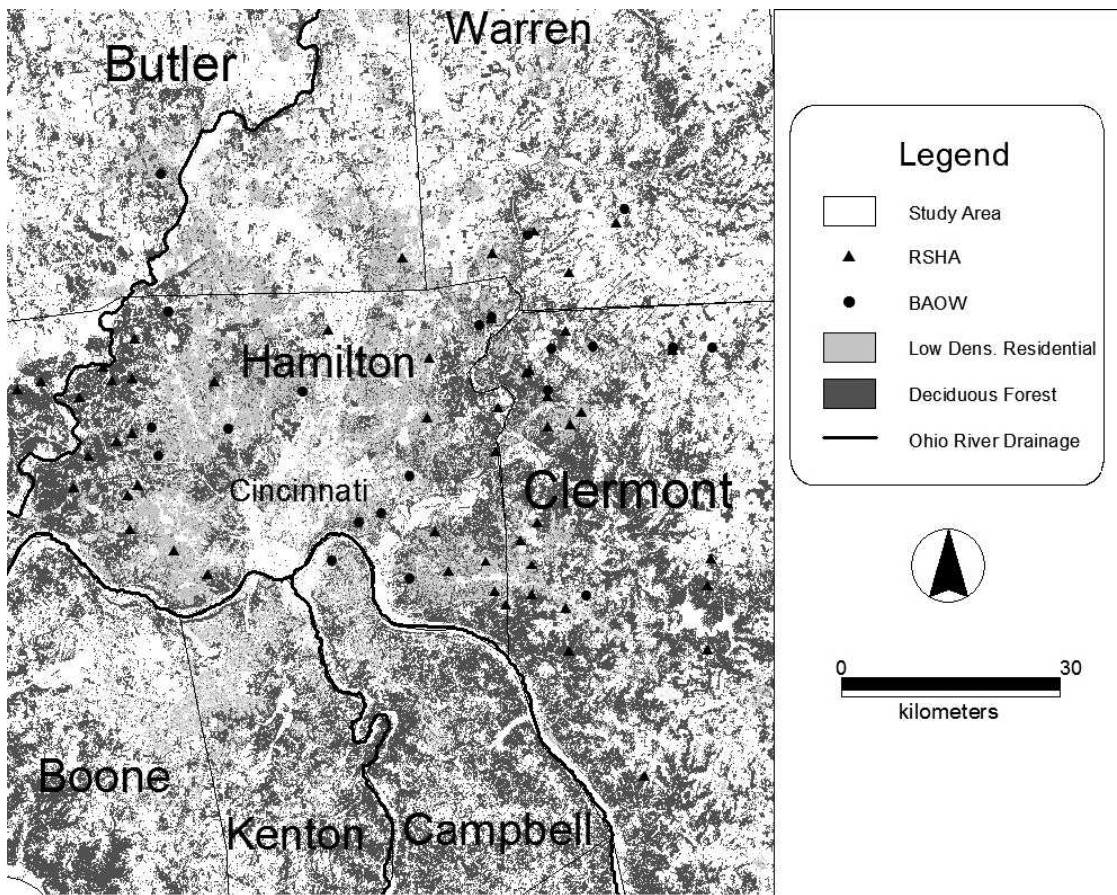 Warren
Butler
Hamilton
Cincinnati
Clermont
Boone
Kenton
Campbell
Legend
Study Area
RSHA
BAOW
Low Dens. Residential
Deciduous Forest
Ohio River Drainage
0 30
kilometers